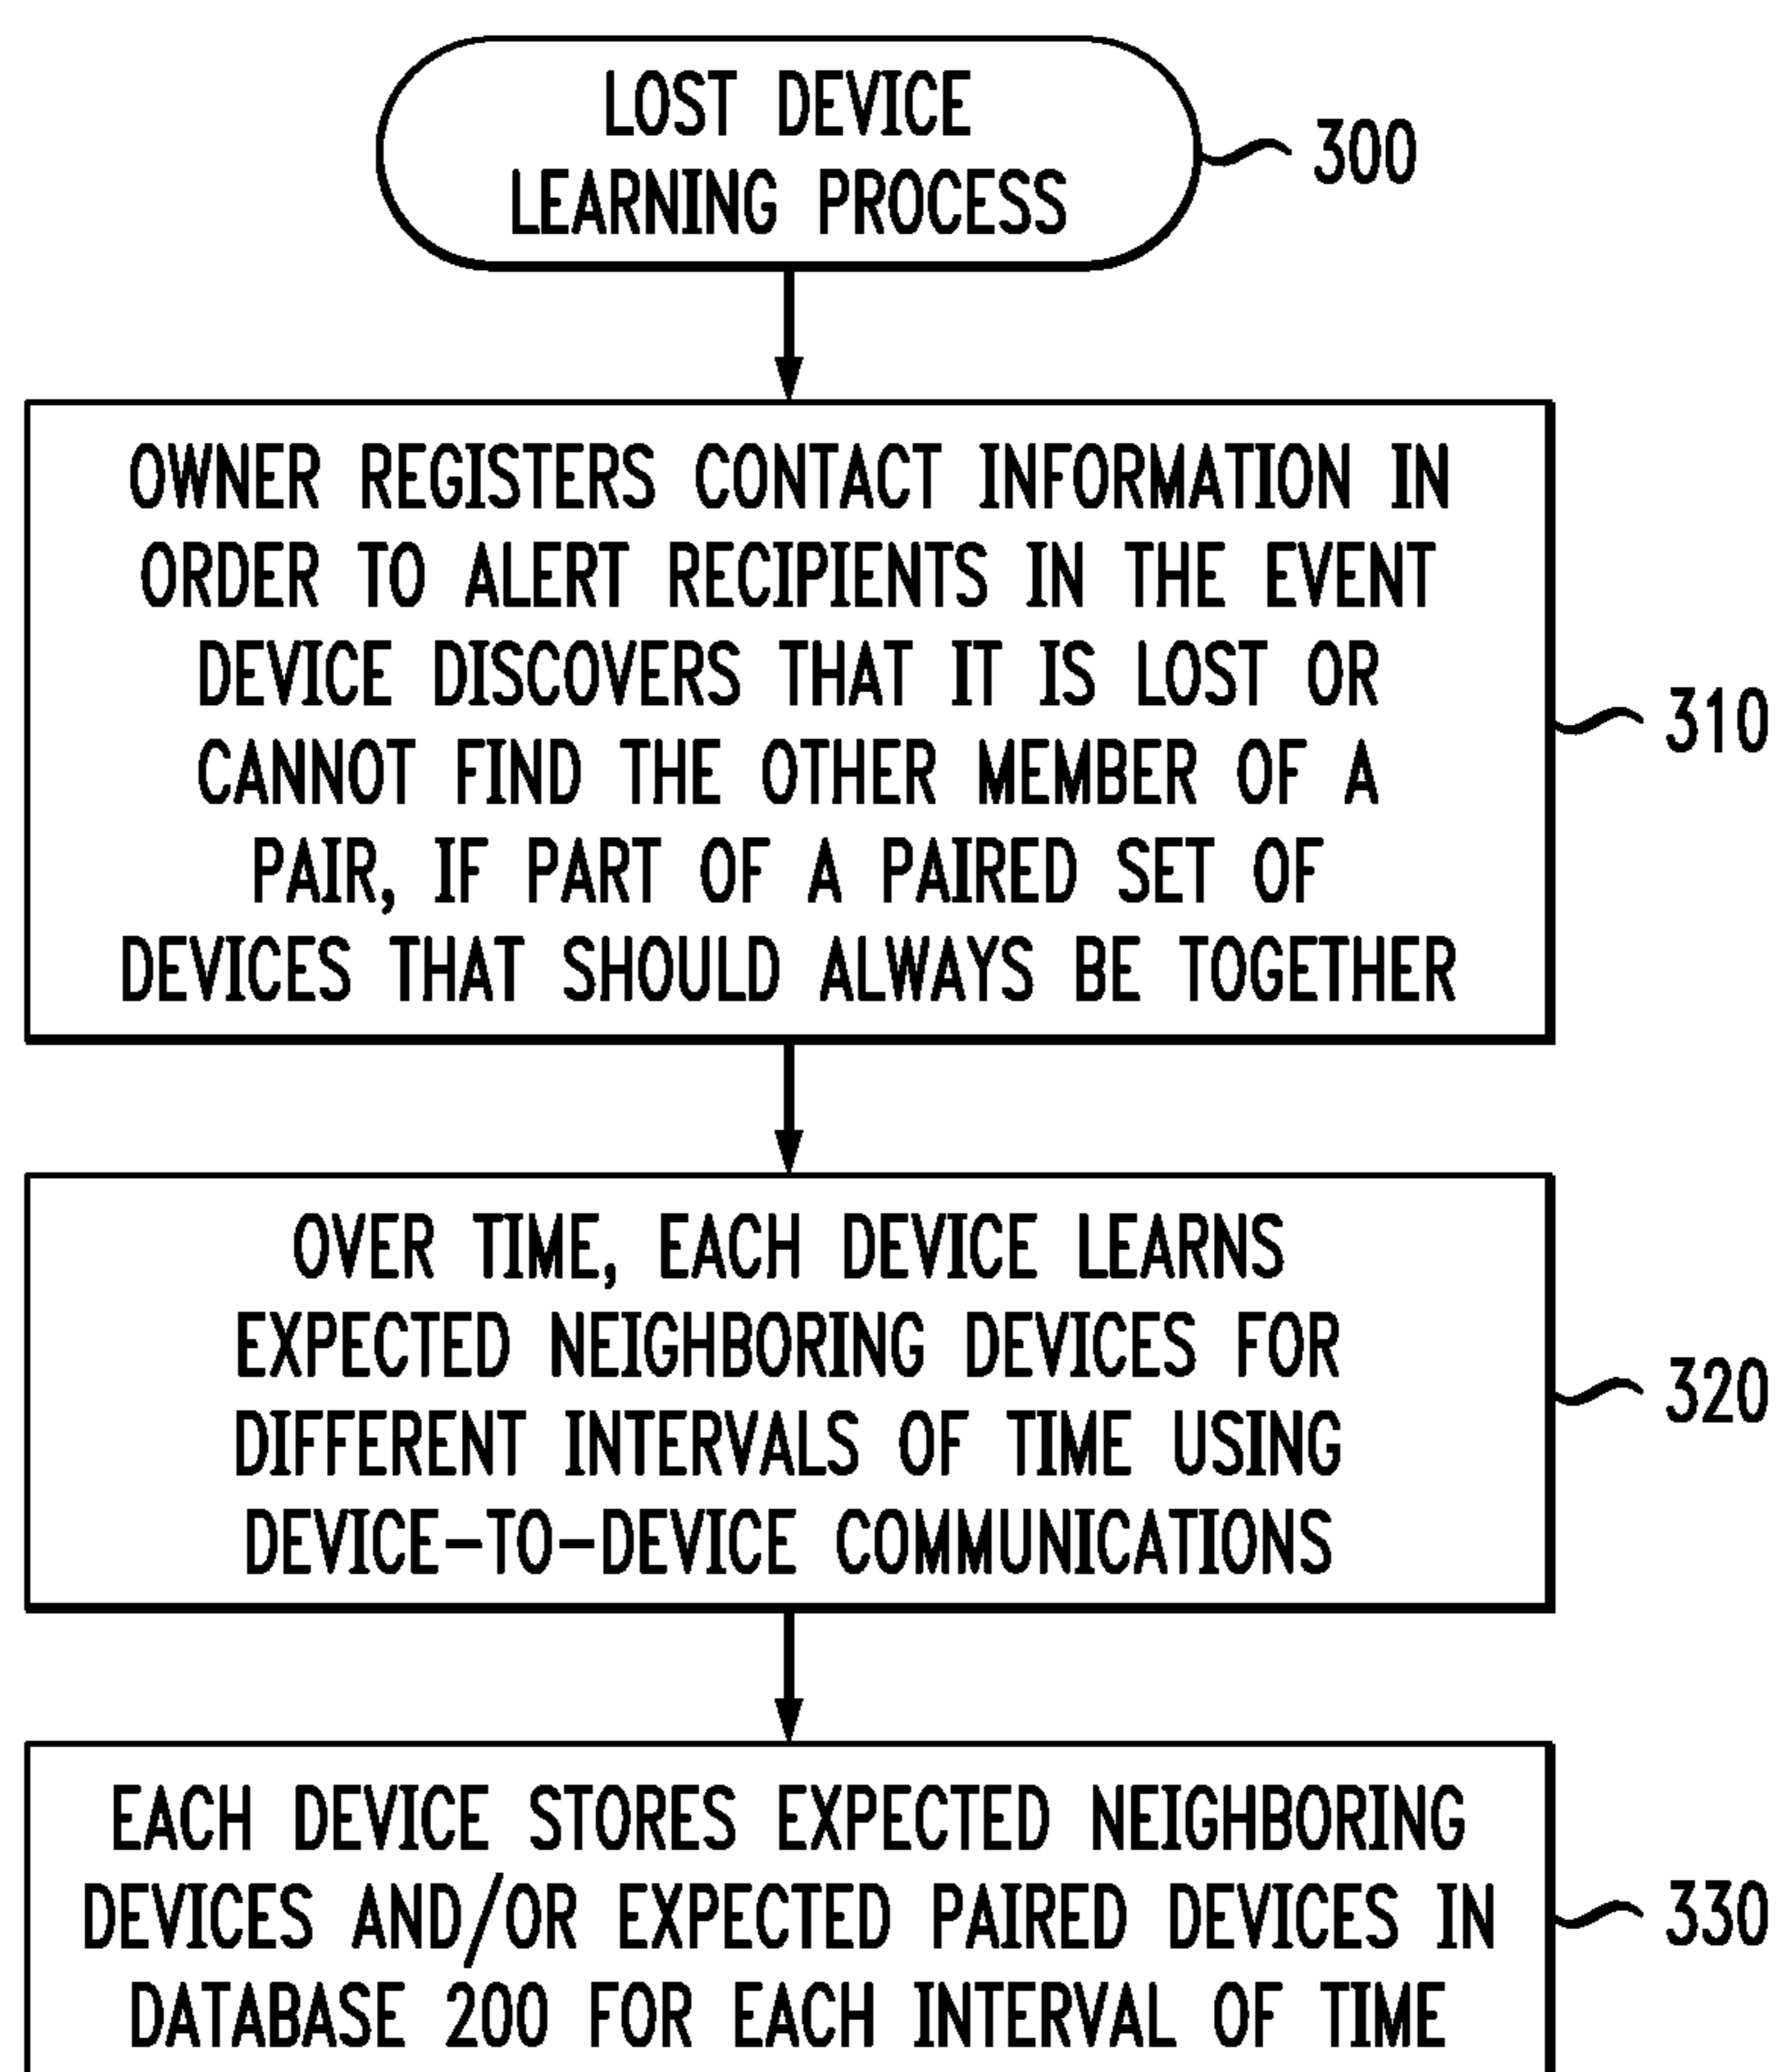 LOST DEVICE
LEARNING PROCESS
300
OWNER REGISTERS CONTACT INFORMATION IN
ORDER TO ALERT RECIPIENTS IN THE EVENT
DEVICE DISCOVERS THAT IT IS LOST OR
CANNOT FIND THE OTHER MEMBER OF A
PAIR, IF PART OF A PAIRED SET OF
DEVICES THAT SHOULD ALWAYS BE TOGETHER
310
OVER TIME, EACH DEVICE LEARNS
EXPECTED NEIGHBORING DEVICES FOR
DIFFERENT INTERVALS OF TIME USING
DEVICE-TO-DEVICE COMMUNICATIONS
320
EACH DEVICE STORES EXPECTED NEIGHBORING
DEVICES AND/OR EXPECTED PAIRED DEVICES IN
DATABASE 200 FOR EACH INTERVAL OF TIME
330